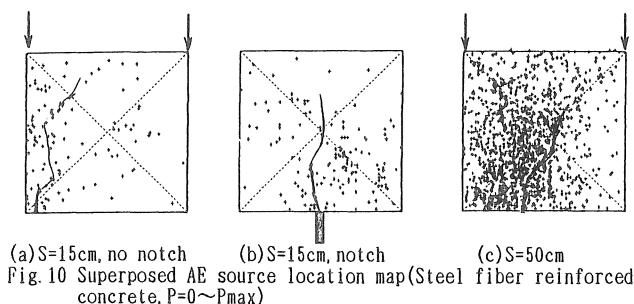 (a)S=15cm, no notch (b)S=15cm, notch (c)S=50cm
Fig. 10 Superposed AE source location map(Steel fiber reinforced
concrete, P=0～Pmax)